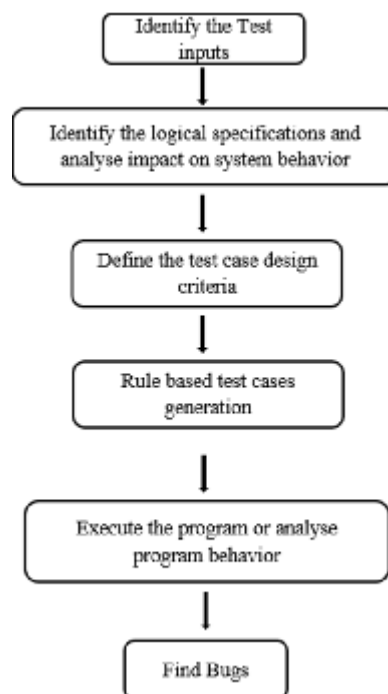 Identify the Test
inputs
Identify the logical specifications and
analyse impact on system behavior
Define the test case design
criteria
Rule based test cases
generation
Execute the program or analyse
program behavior
Find Bugs